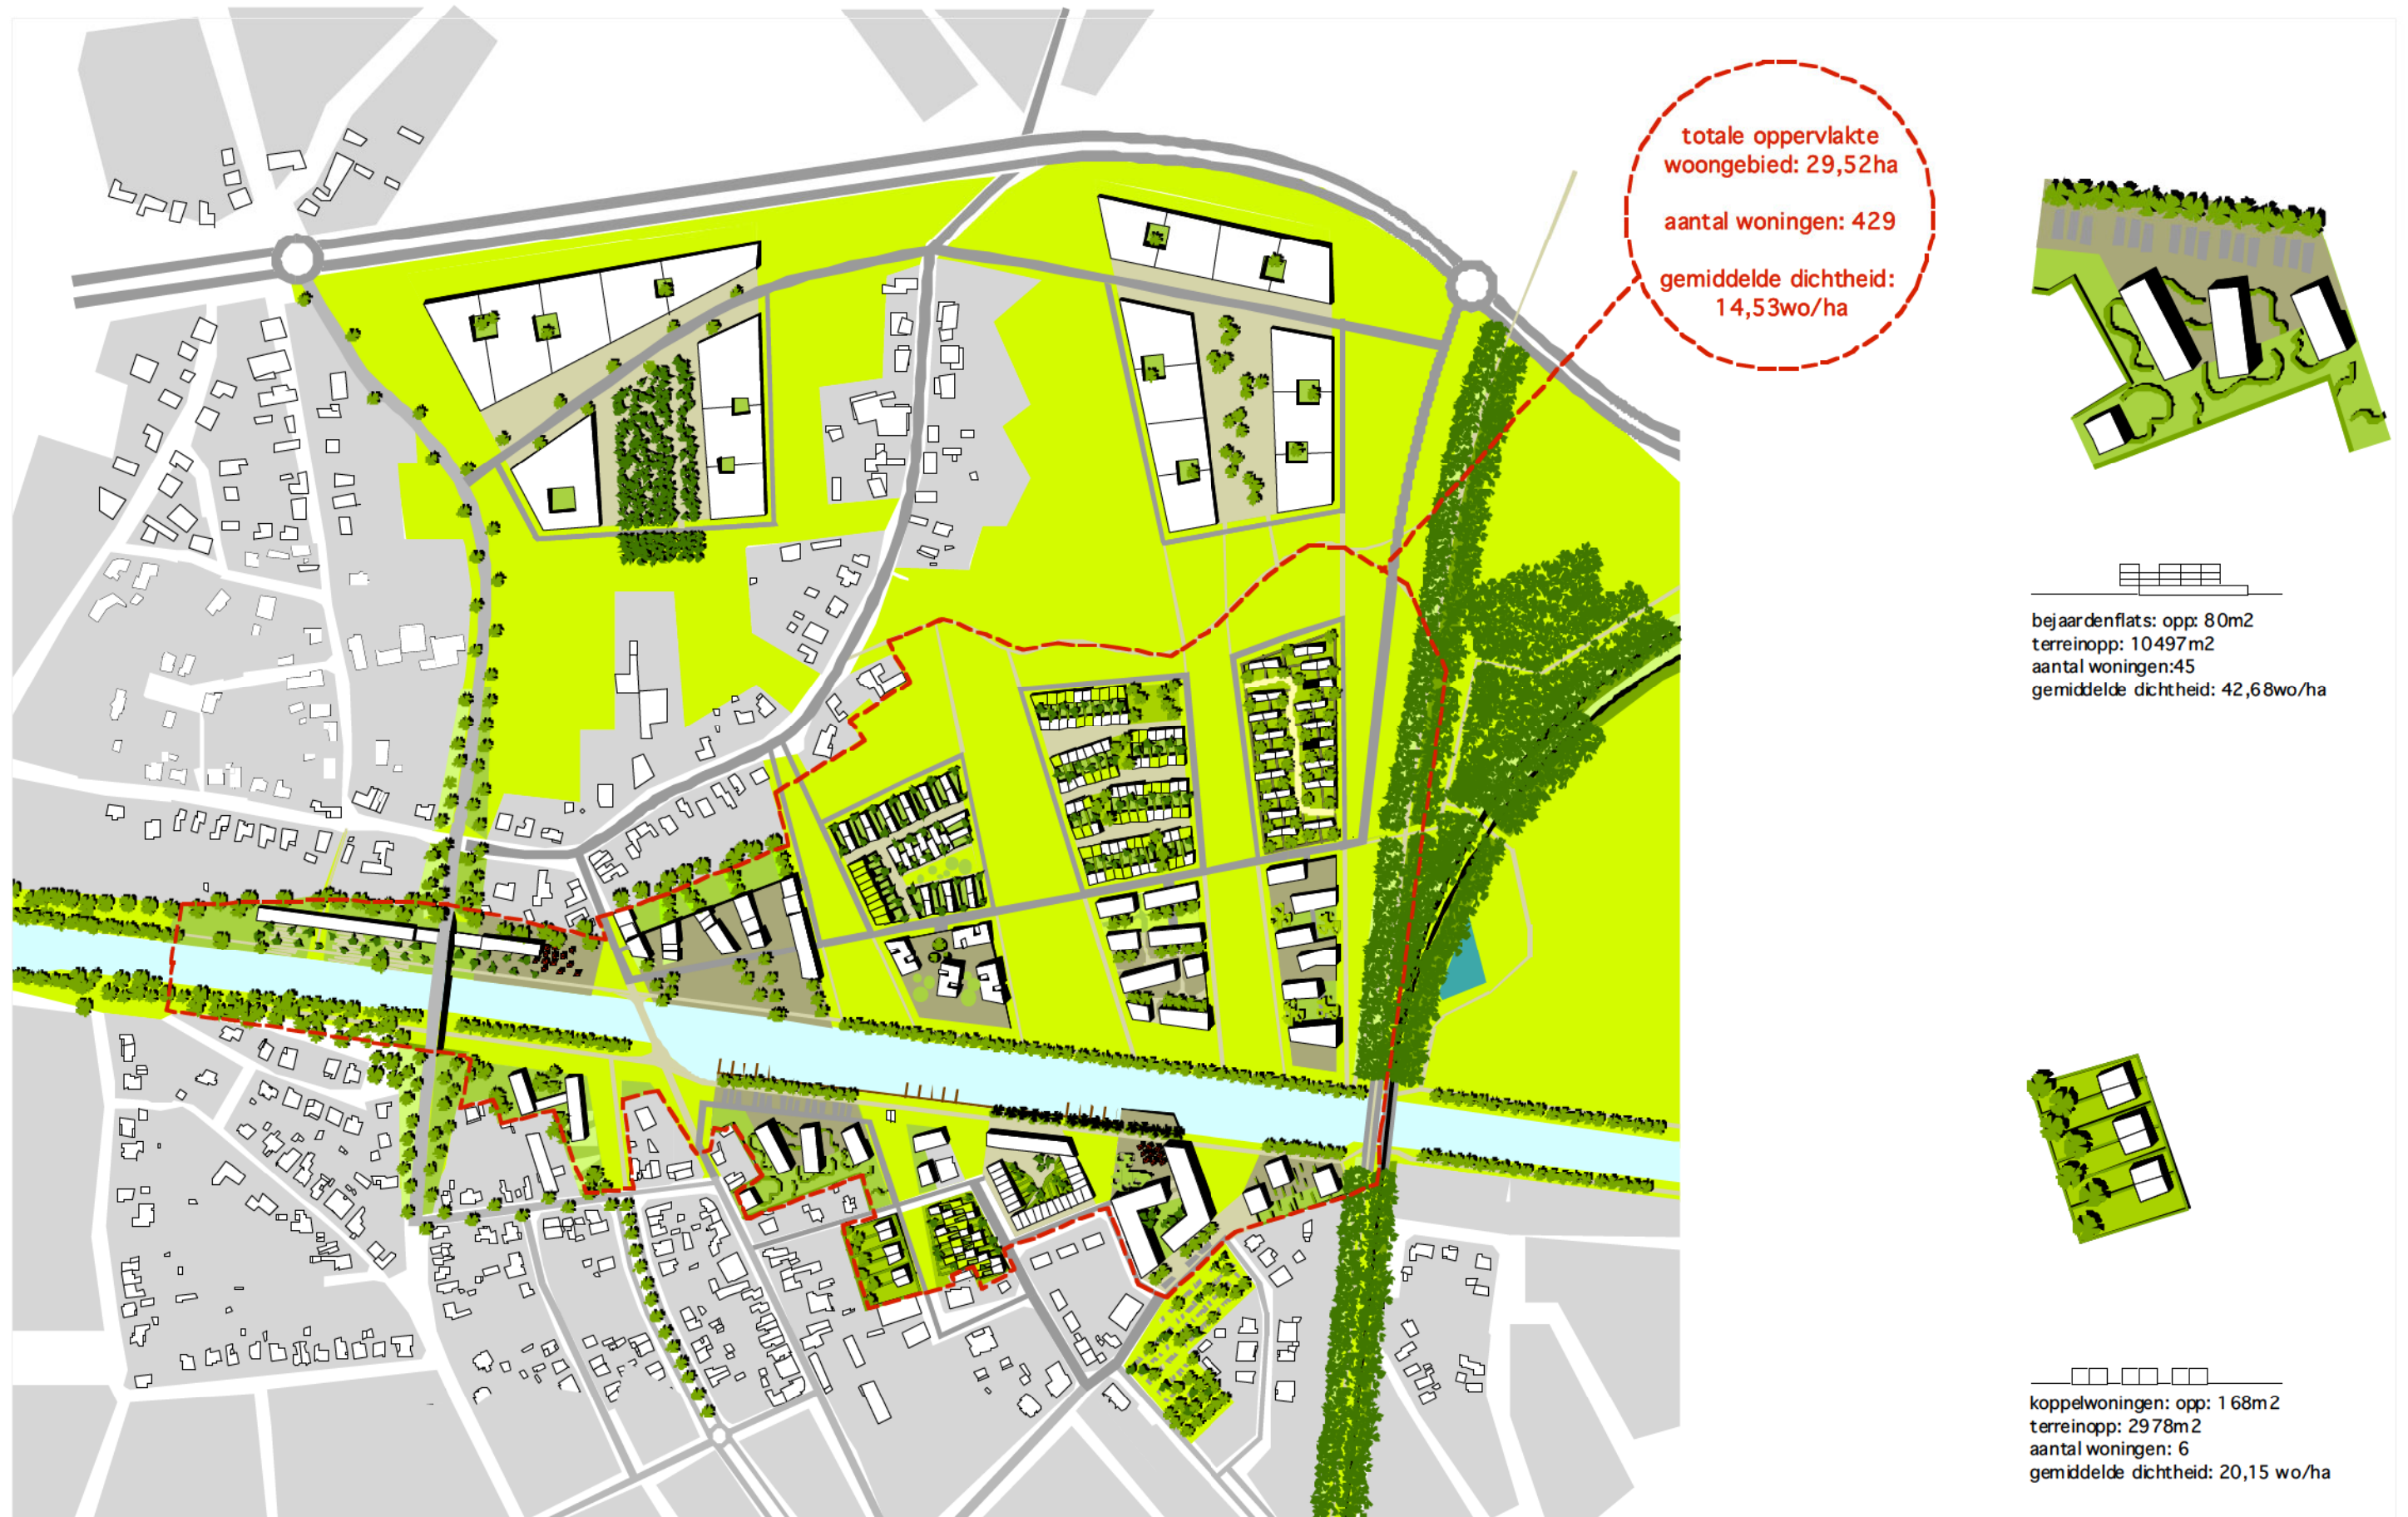 totale oppervlakte
woongebied: 29,52ha
aantal woningen: 429
gemiddelde dichtheid:
14,53wo/ha
bejaardenflats: opp: 80m2
terreinopp: 10497m2
aantal woningen:45
gemiddelde dichtheid: 42,68wo/ha
koppelwoningen: opp: 168m2
terreinopp: 2978m2
aantal woningen: 6
gemiddelde dichtheid: 20,15 wo/ha